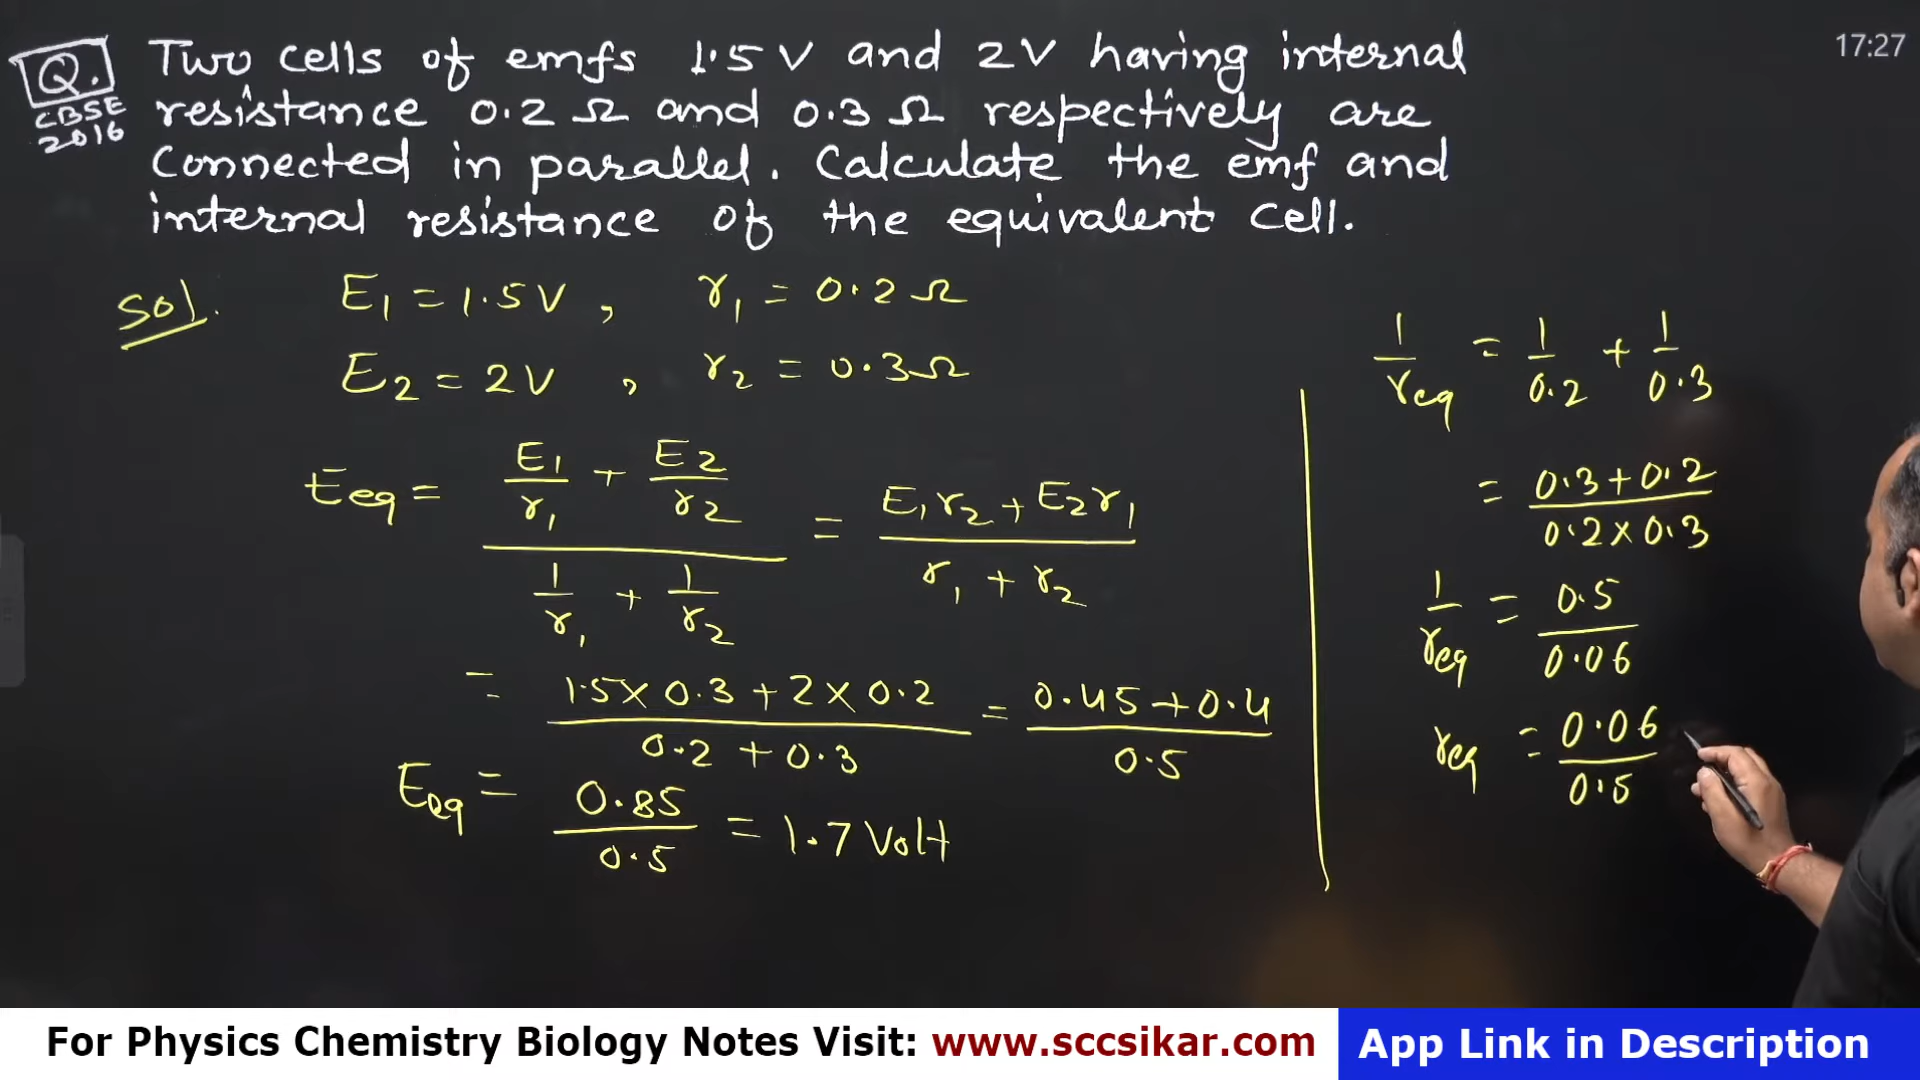 17:27
Q. Two cells of emfs 1.5 V and 2V having internal
CBSE 2016
resistance 0.2 Ω and 0.3 Ω respectively are
connected in parallel. Calculate the emf and
internal resistance of the equivalent cell.
Sol. E₁ = 1.5V , r₁ = 0.2 Ω
E₂ = 2V , r₂ = 0.3Ω
Eeq = (E₁/r₁ + E₂/r₂) / (1/r₁ + 1/r₂) = (E₁r₂ + E₂r₁) / (r₁ + r₂)
= (1.5 × 0.3 + 2 × 0.2) / (0.2 + 0.3) = (0.45 + 0.4) / 0.5
Eeq = 0.85 / 0.5 = 1.7 Volt
1/req = 1/0.2 + 1/0.3
= (0.3 + 0.2) / (0.2 × 0.3)
1/req = 0.5 / 0.06
req = 0.06 / 0.5
For Physics Chemistry Biology Notes Visit: www.sccsikar.com App Link in Description